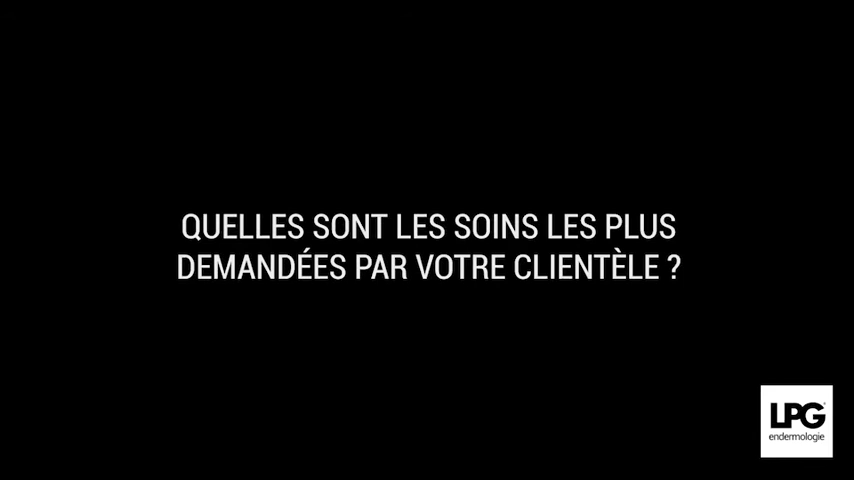 QUELLES SONT LES SOINS LES PLUS
DEMANDÉES PAR VOTRE CLIENTÈLE ?
LPG
endermologie